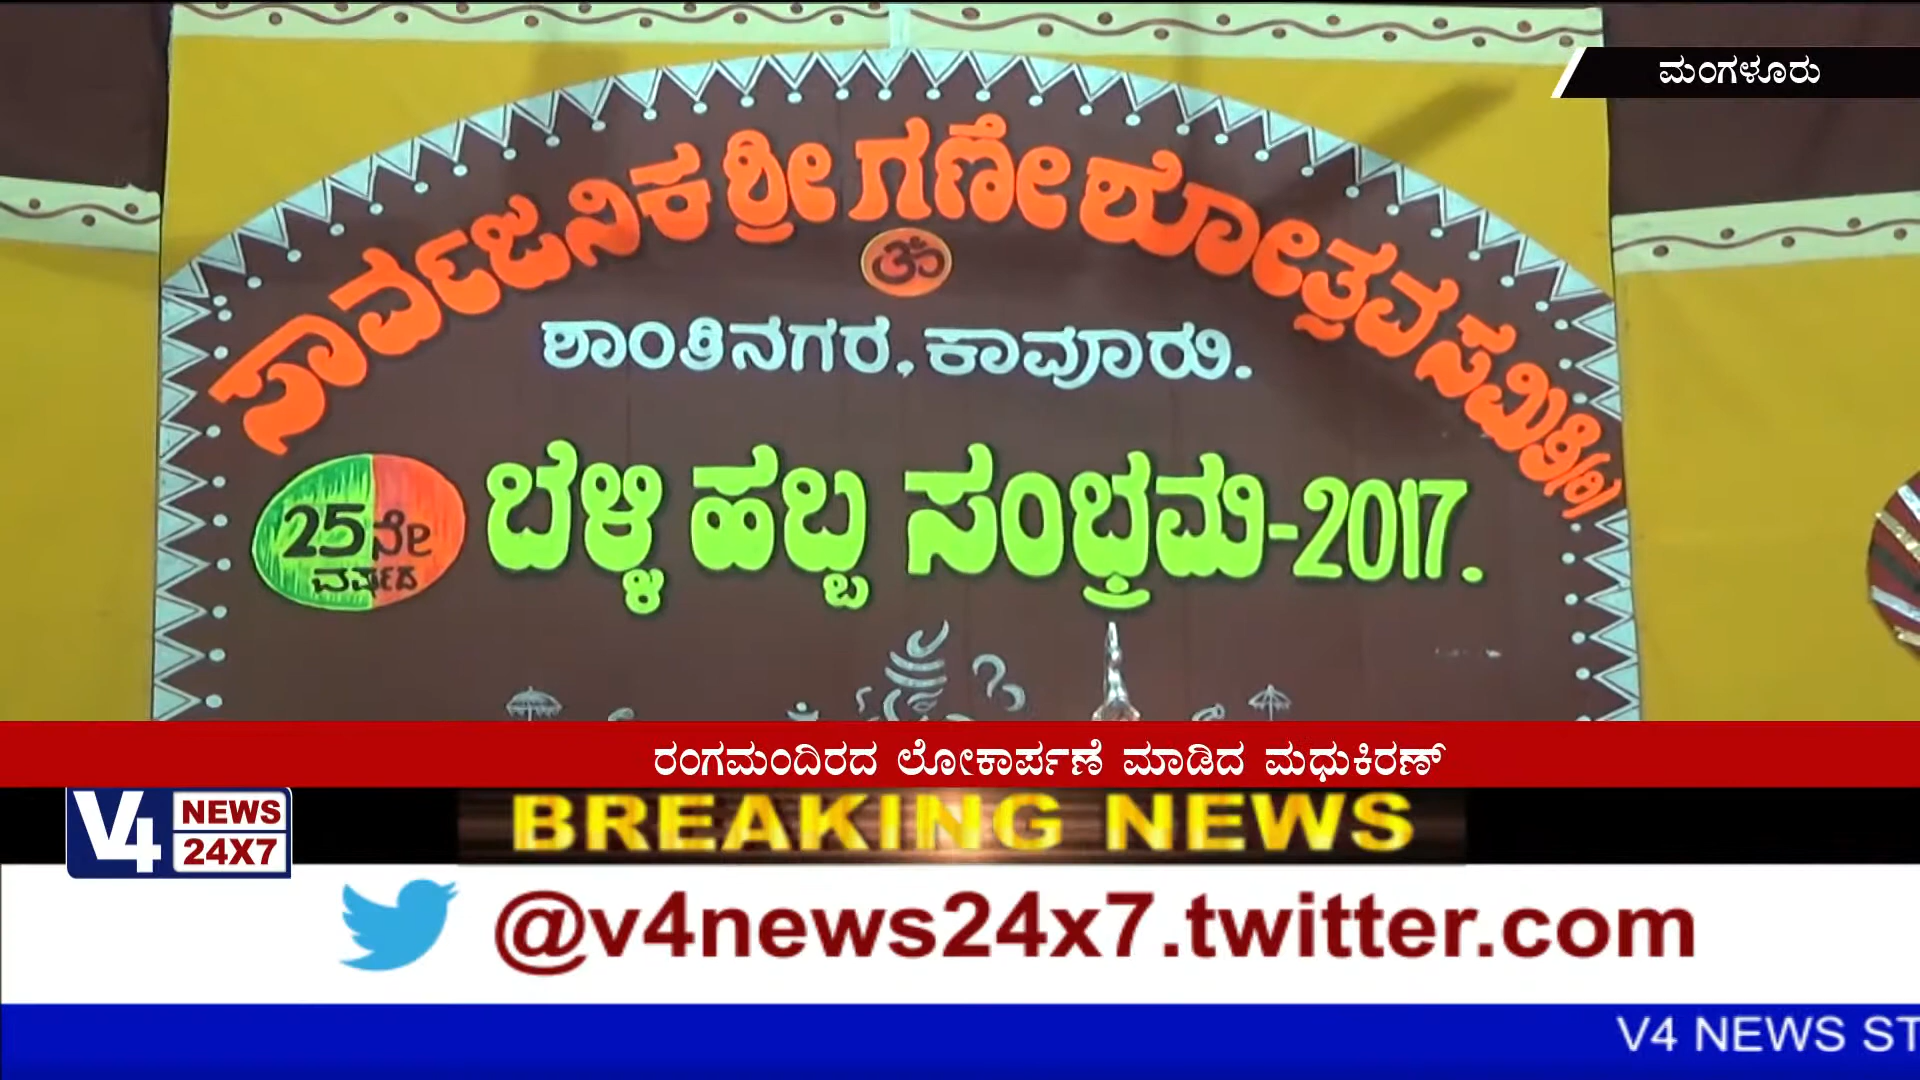 ಮಂಗಳೂರು
ಸಾರ್ವಜನಿಕ ಶ್ರೀ ಗಣೇಶೋತ್ಸವ ಸಮಿತಿ(ರಿ)
ಓಂ
ಶಾಂತಿನಗರ, ಕಾವೂರು.
25ನೇ
ವರ್ಷದ
ಬೆಳ್ಳಿ ಹಬ್ಬ ಸಂಭ್ರಮ-2017.
ರಂಗಮಂದಿರದ ಲೋಕಾರ್ಪಣೆ ಮಾಡಿದ ಮಧುಕಿರಣ್
V4 NEWS 24X7
BREAKING NEWS
@v4news24x7.twitter.com
V4 NEWS ST